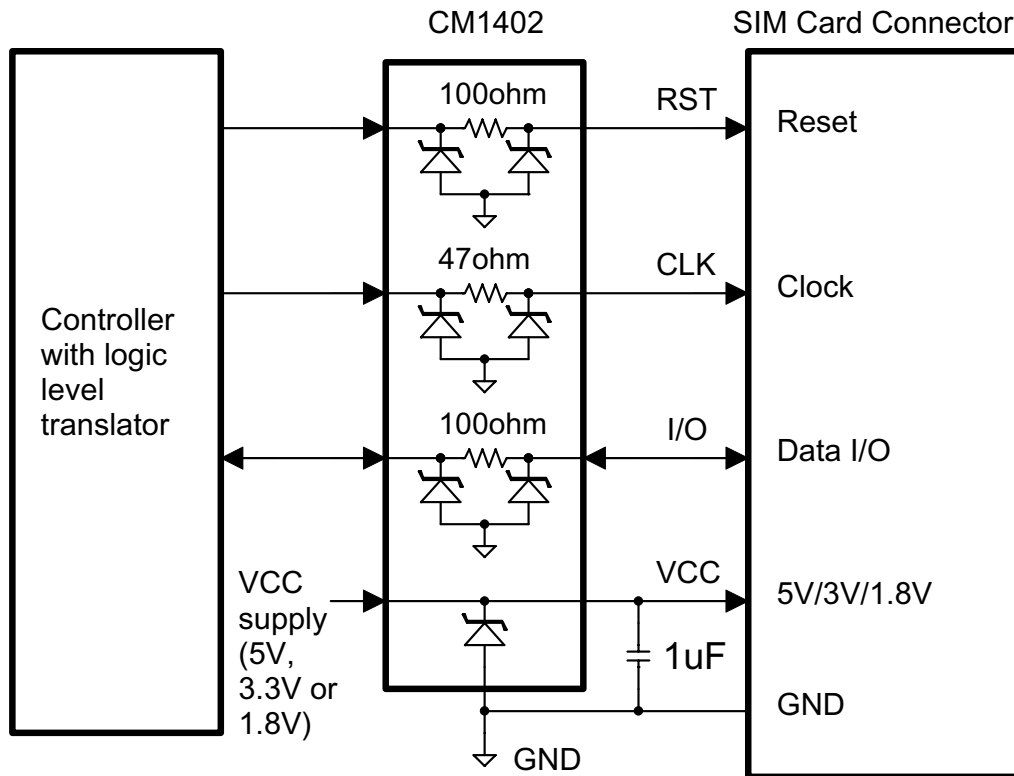 CM1402
SIM Card Connector
100ohm
RST
Reset
47ohm
CLK
Clock
Controller
with logic
level
translator
100ohm
I/O
Data I/O
VCC
supply
(5V,
3.3V or
1.8V)
VCC
5V/3V/1.8V
1uF
GND
GND